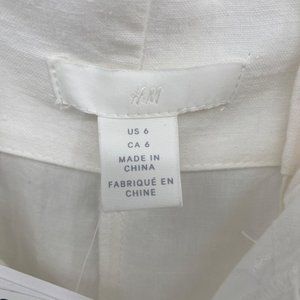 H&M
US 6
CA 6
MADE IN
CHINA
FABRIQUÉ EN
CHINE